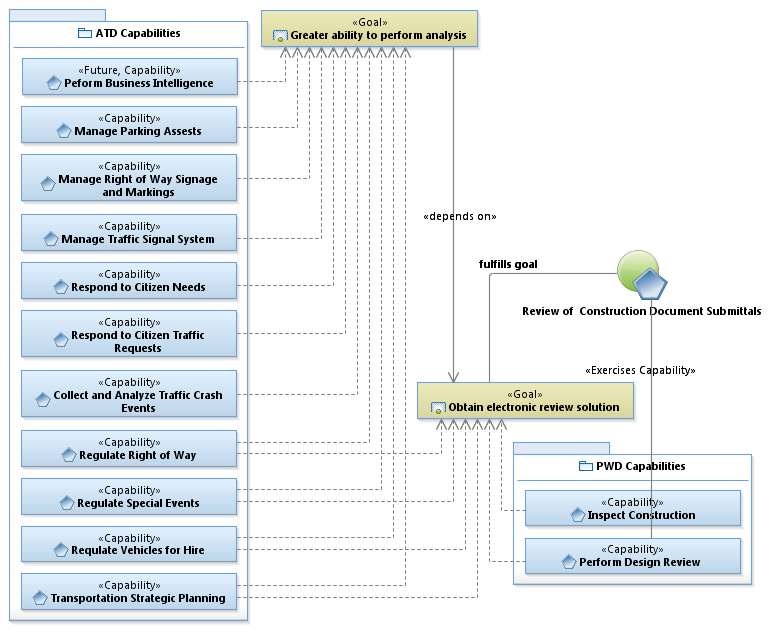 ATD Capabilities
«Future, Capability»
Peform Business Intelligence
«Capability»
Manage Parking Assests
«Capability»
Manage Right of Way Signage
and Markings
«Capability»
Manage Traffic Signal System
«Capability»
Respond to Citizen Needs
«Capability»
Respond to Citizen Traffic
Requests
«Capability»
Collect and Analyze Traffic Crash
Events
«Capability»
Regulate Right of Way
«Capability»
Regulate Special Events
«Capability»
Requlate Vehicles for Hire
«Capability»
Transportation Strategic Planning
«Goal»
Greater ability to perform analysis
«depends on»
fulfills goal
Review of Construction Document Submittals
«Exercises Capability»
«Goal»
Obtain electronic review solution
PWD Capabilities
«Capability»
Inspect Construction
«Capability»
Perform Design Review